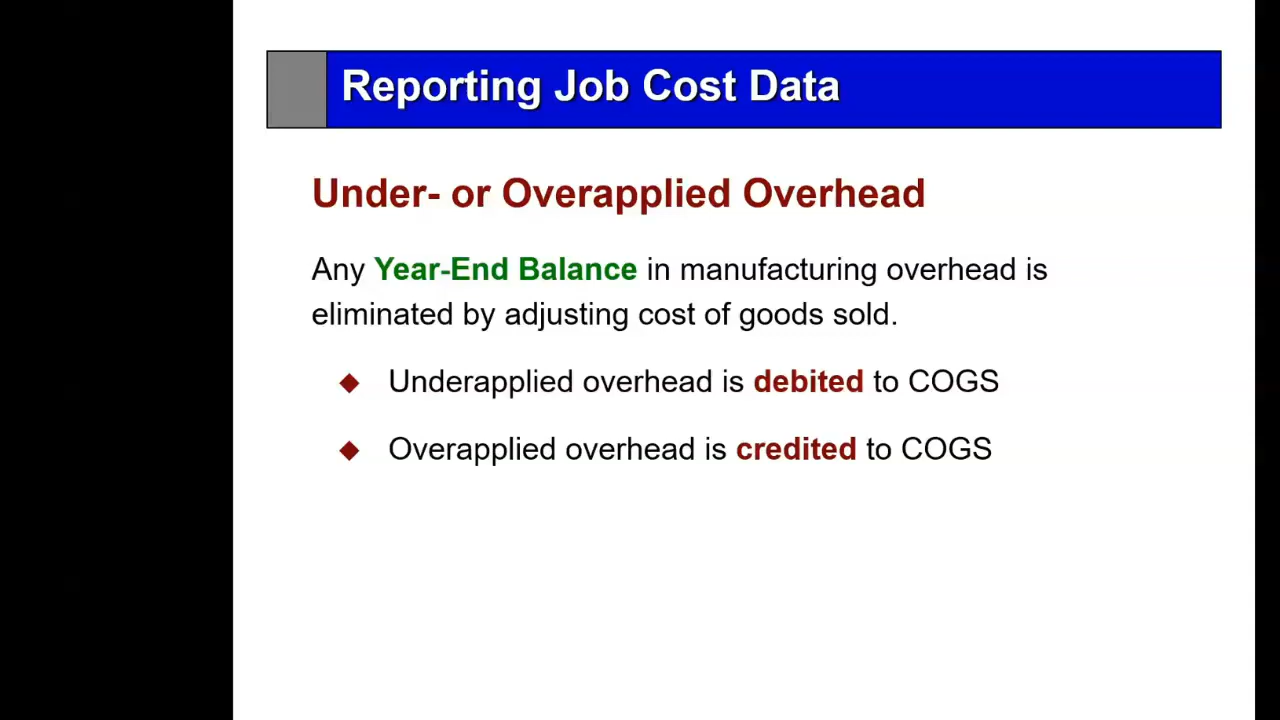 Reporting Job Cost Data
Under- or Overapplied Overhead
Any Year-End Balance in manufacturing overhead is
eliminated by adjusting cost of goods sold.
Underapplied overhead is debited to COGS
Overapplied overhead is credited to COGS